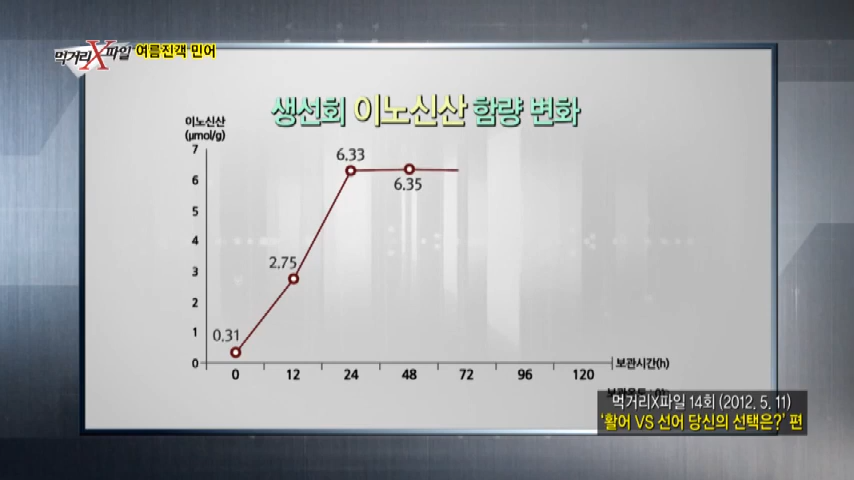 먹거리X파일 여름진객 민어
생선회 이노신산 함량 변화
이노신산
(μmol/g)
7
6
5
4
3
2
1
0
0.31
2.75
6.33
6.35
0 12 24 48 72 96 120
보관시간(h)
먹거리X파일 14회 (2012. 5. 11)
'활어 VS 선어 당신의 선택은?' 편